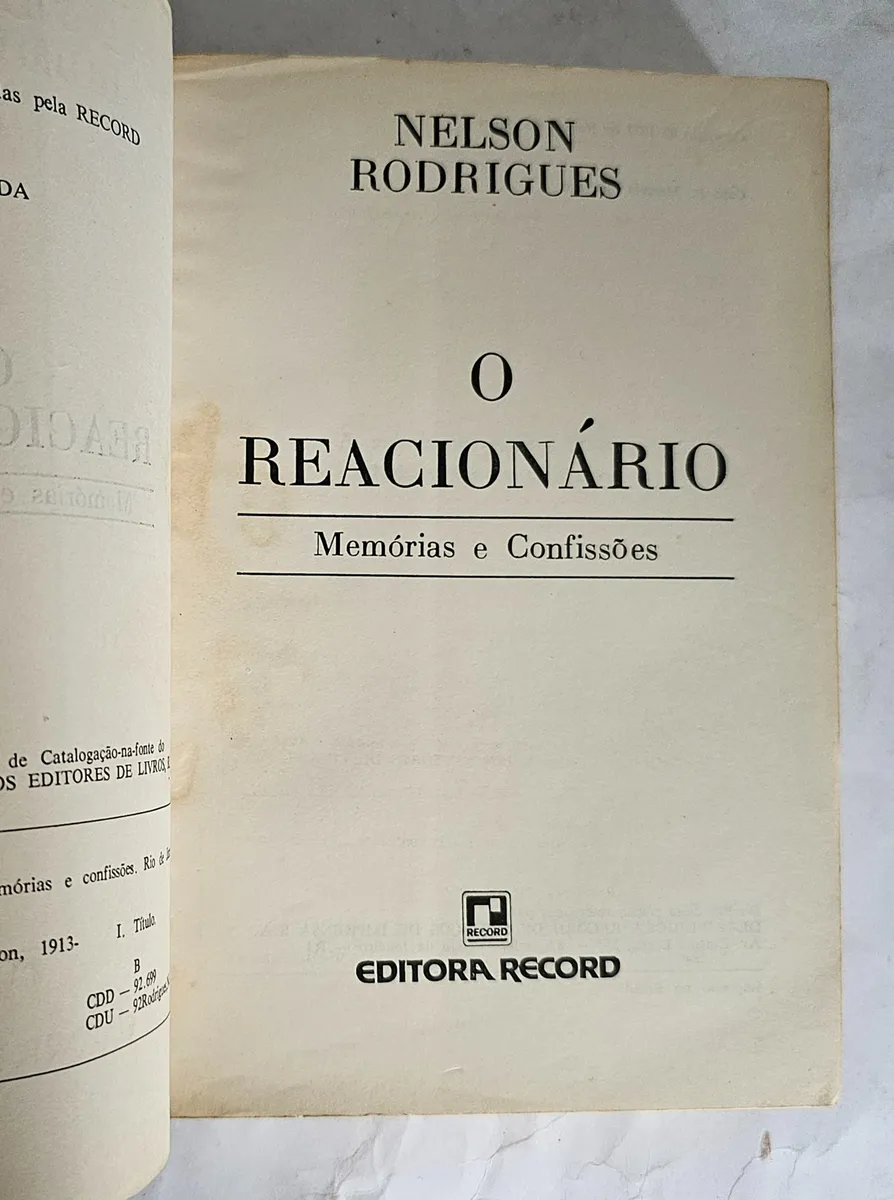 as pela RECORD
DA
de Catalogação-na-fonte do
OS EDITORES DE LIVROS,
mórias e confissões. Rio de
on, 1913-
I. Título.
B
CDD — 92.699
CDU — 92Rodrigues
NELSON
RODRIGUES
O
REACIONÁRIO
Memórias e Confissões
RECORD
EDITORA RECORD